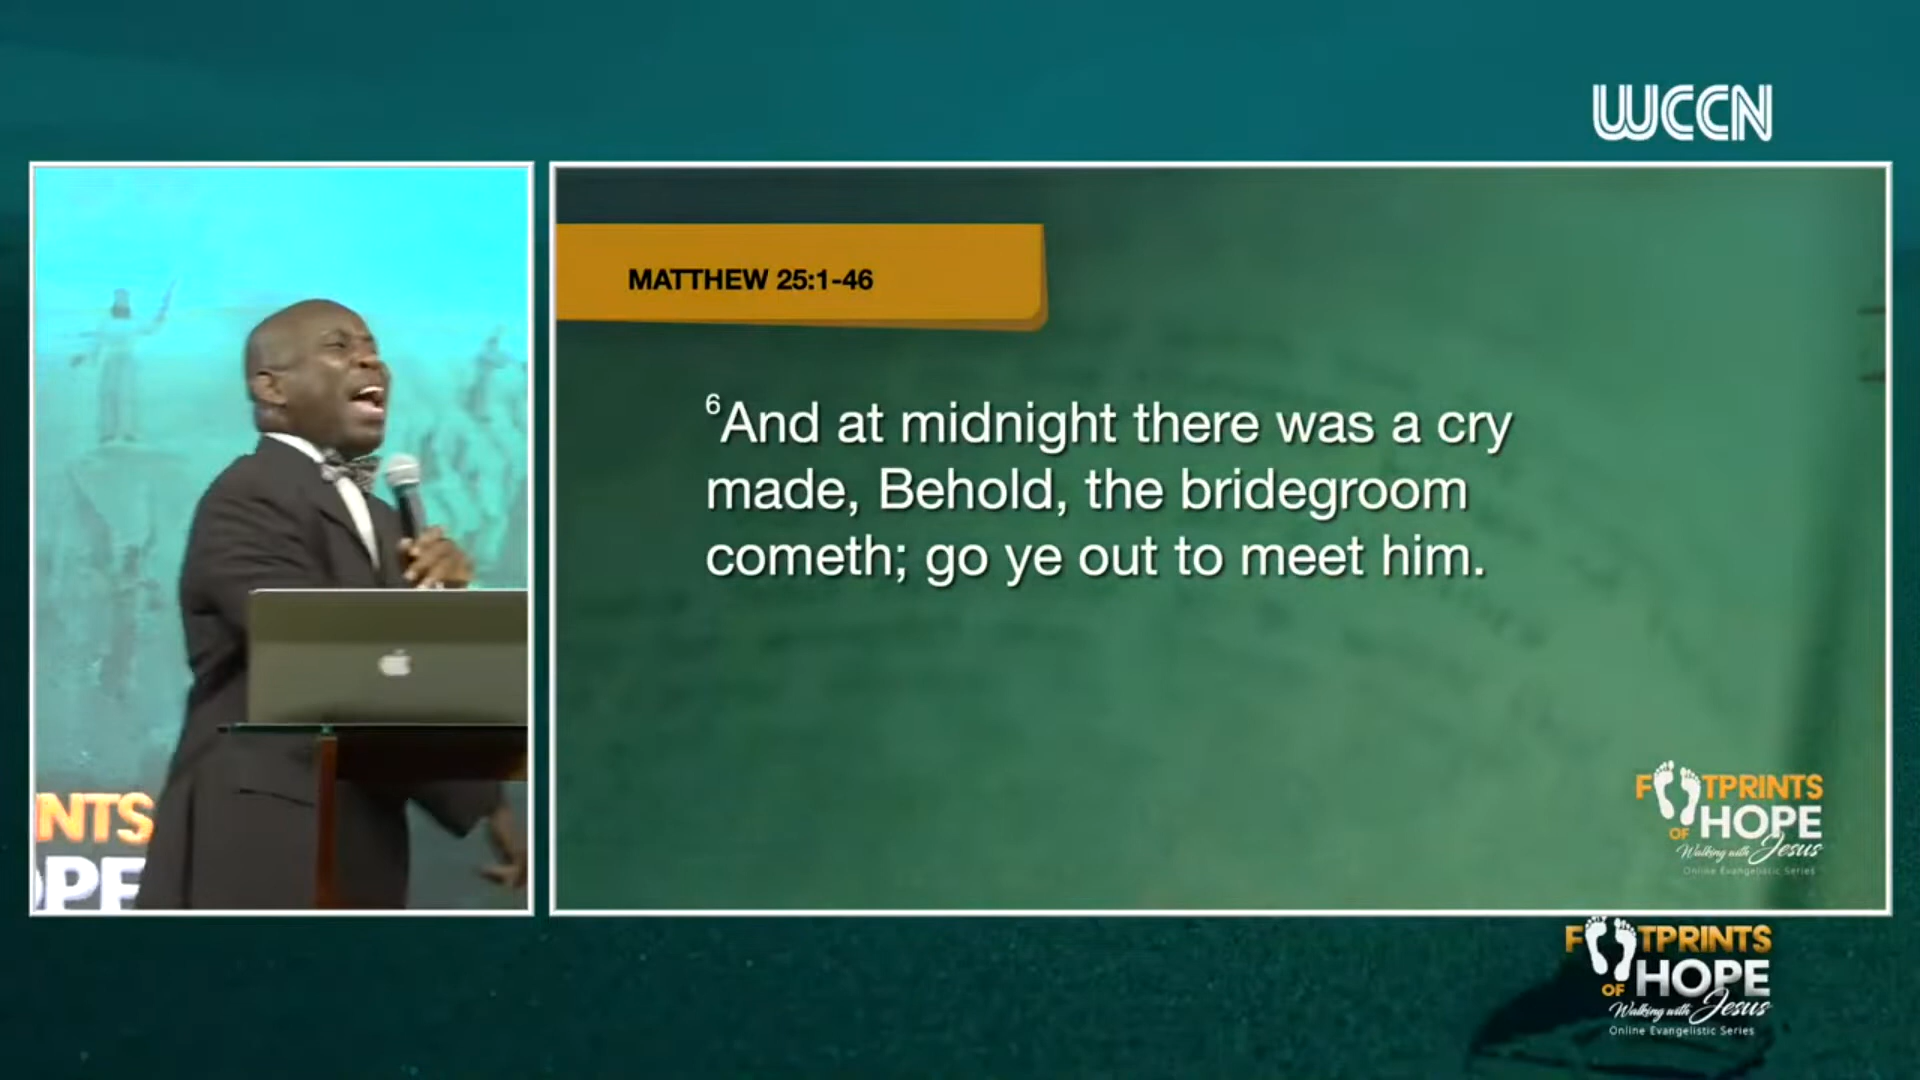 WCCN
MATTHEW 25:1-46
6And at midnight there was a cry
made, Behold, the bridegroom
cometh; go ye out to meet him.
NTS
OPE
FOOTPRINTS
OF HOPE
Walking with Jesus
Online Evangelistic Series
FOOTPRINTS
OF HOPE
Walking with Jesus
Online Evangelistic Series